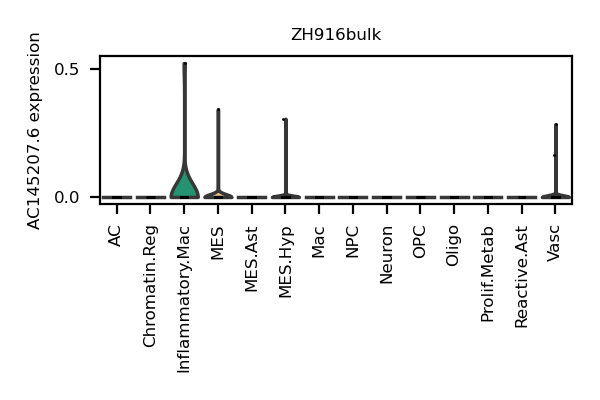 ZH916bulk
AC145207.6 expression
0.5
0.0
AC
Chromatin.Reg
Inflammatory.Mac
MES
MES.Ast
MES.Hyp
Mac
NPC
Neuron
OPC
Oligo
Prolif.Metab
Reactive.Ast
Vasc